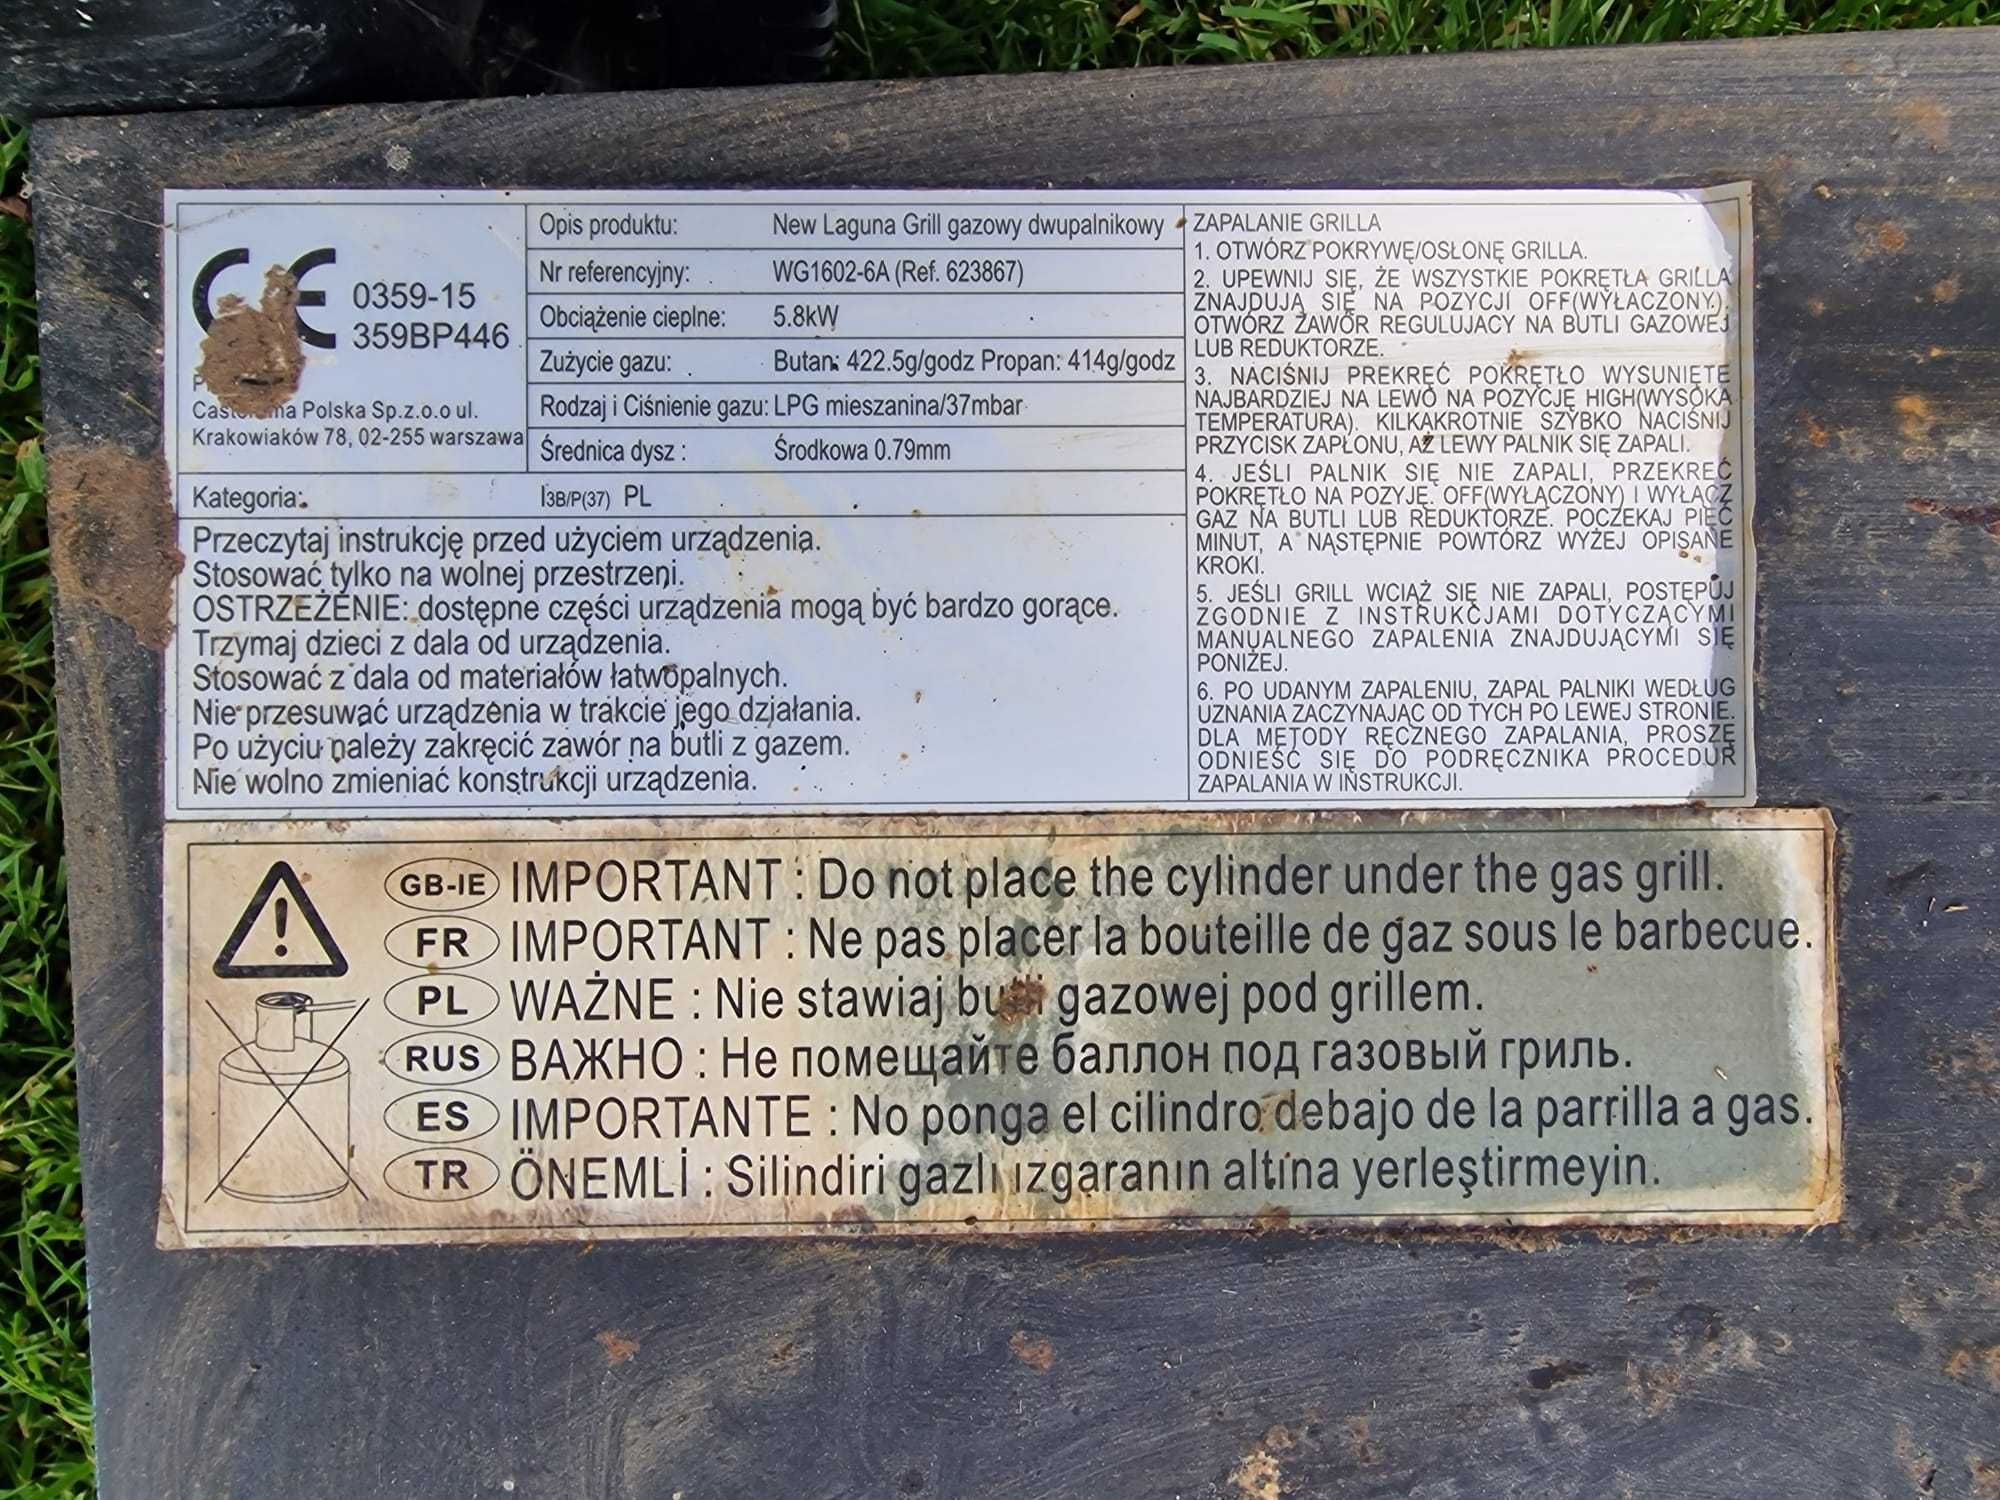 0359-15
359BP446
Polska Sp.z.o.o ul.
Krakowiaków 78, 02-255 warszawa
Opis produktu: New Laguna Grill gazowy dwupalnikowy
Nr referencyjny: WG1602-6A (Ref. 623867)
Obciążenie cieplne: 5.8kW
Zużycie gazu: Butan: 422.5g/godz Propan: 414g/godz
Rodzaj i Ciśnienie gazu: LPG mieszanina/37mbar
Średnica dysz : Środkowa 0.79mm
Kategoria: I3B/P(37) PL
Przeczytaj instrukcję przed użyciem urządzenia.
Stosować tylko na wolnej przestrzeni.
OSTRZEŻENIE: dostępne części urządzenia mogą być bardzo gorące.
Trzymaj dzieci z dala od urządzenia.
Stosować z dala od materiałów łatwopalnych.
Nie przesuwać urządzenia w trakcie jego działania.
Po użyciu należy zakręcić zawór na butli z gazem.
Nie wolno zmieniać konstrukcji urządzenia.
ZAPALANIE GRILLA
1. OTWÓRZ POKRYWĘ/OSŁONĘ GRILLA.
2. UPEWNIJ SIĘ, ŻE WSZYSTKIE POKRĘTŁA GRILLA
ZNAJDUJĄ SIĘ NA POZYCJI OFF(WYŁACZONY).
OTWÓRZ ZAWÓR REGULUJACY NA BUTLI GAZOWEJ
LUB REDUKTORZE.
3. NACIŚNIJ PREKRĘĆ POKRĘTŁO WYSUNIĘTE
NAJBARDZIEJ NA LEWO NA POZYCJĘ HIGH(WYSOKA
TEMPERATURA). KILKAKROTNIE SZYBKO NACIŚNIJ
PRZYCISK ZAPŁONU, AŻ LEWY PALNIK SIĘ ZAPALI.
4. JEŚLI PALNIK SIĘ NIE ZAPALI, PRZEKRĘĆ
POKRĘTŁO NA POZYJĘ. OFF(WYŁĄCZONY) I WYŁĄCZ
GAZ NA BUTLI LUB REDUKTORZE. POCZEKAJ PIĘĆ
MINUT, A NASTĘPNIE POWTÓRZ WYŻEJ OPISANE
KROKI.
5. JEŚLI GRILL WCIĄŻ SIĘ NIE ZAPALI, POSTĘPUJ
ZGODNIE Z INSTRUKCJAMI DOTYCZĄCYMI
MANUALNEGO ZAPALENIA ZNAJDUJĄCYMI SIĘ
PONIŻEJ.
6. PO UDANYM ZAPALENIU, ZAPAL PALNIKI WEDŁUG
UZNANIA ZACZYNAJĄC OD TYCH PO LEWEJ STRONIE.
DLA METODY RĘCZNEGO ZAPALANIA, PROSZĘ
ODNIEŚĆ SIĘ DO PODRĘCZNIKA PROCEDUR
ZAPALANIA W INSTRUKCJI.
GB-IE IMPORTANT : Do not place the cylinder under the gas grill.
FR IMPORTANT : Ne pas placer la bouteille de gaz sous le barbecue.
PL WAŻNE : Nie stawiaj butli gazowej pod grillem.
RUS ВАЖНО : Не помещайте баллон под газовый гриль.
ES IMPORTANTE : No ponga el cilindro debajo de la parrilla a gas.
TR ÖNEMLİ : Silindiri gazlı ızgaranın altına yerleştirmeyin.